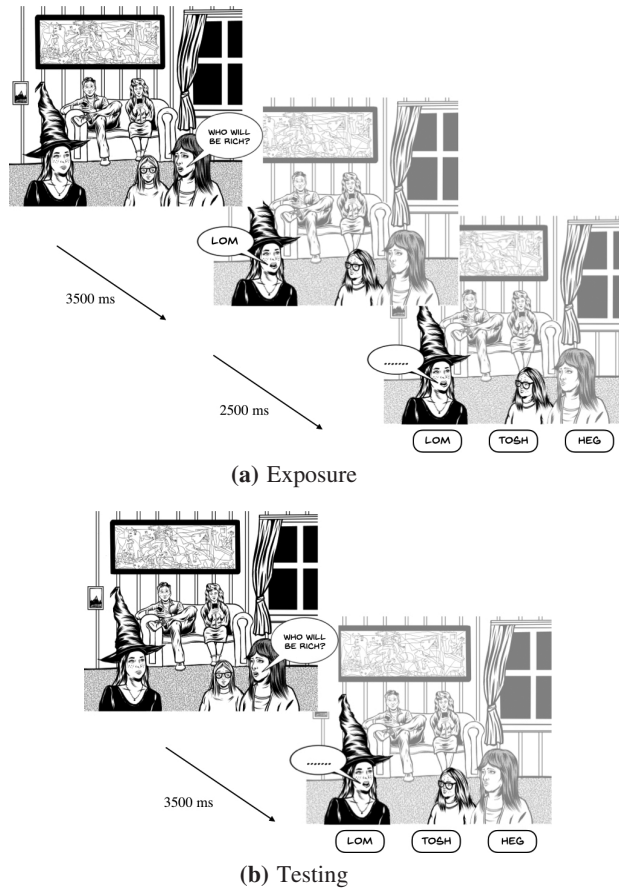 WHO WILL
BE RICH?
LOM
3500 ms
.......
2500 ms
LOM TOSH HEG
(a) Exposure
WHO WILL
BE RICH?
.......
3500 ms
LOM TOSH HEG
(b) Testing